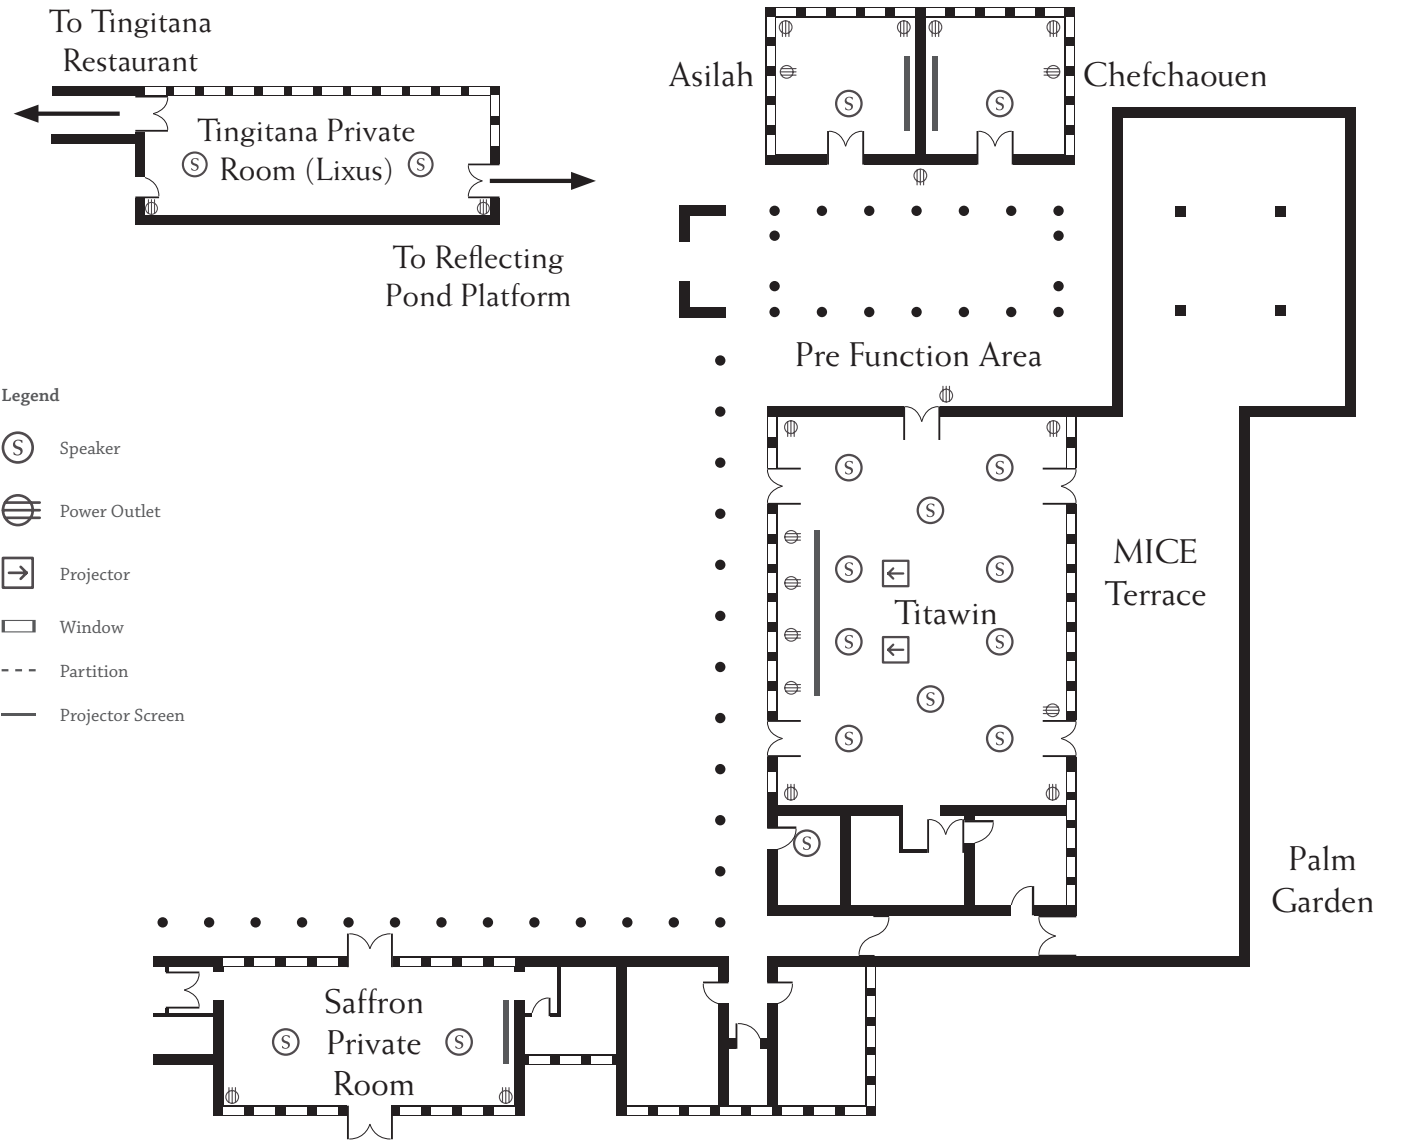 To Tingitana
Restaurant
Tingitana Private
Room (Lixus)
S
S
To Reflecting
Pond Platform
Asilah
Chefchaouen
S
S
Pre Function Area
Legend
S
Speaker
Power Outlet
Projector
Window
Partition
Projector Screen
S
S
S
S
S
Titawin
S
S
S
S
S
S
MICE
Terrace
Palm
Garden
Saffron
Private
Room
S
S